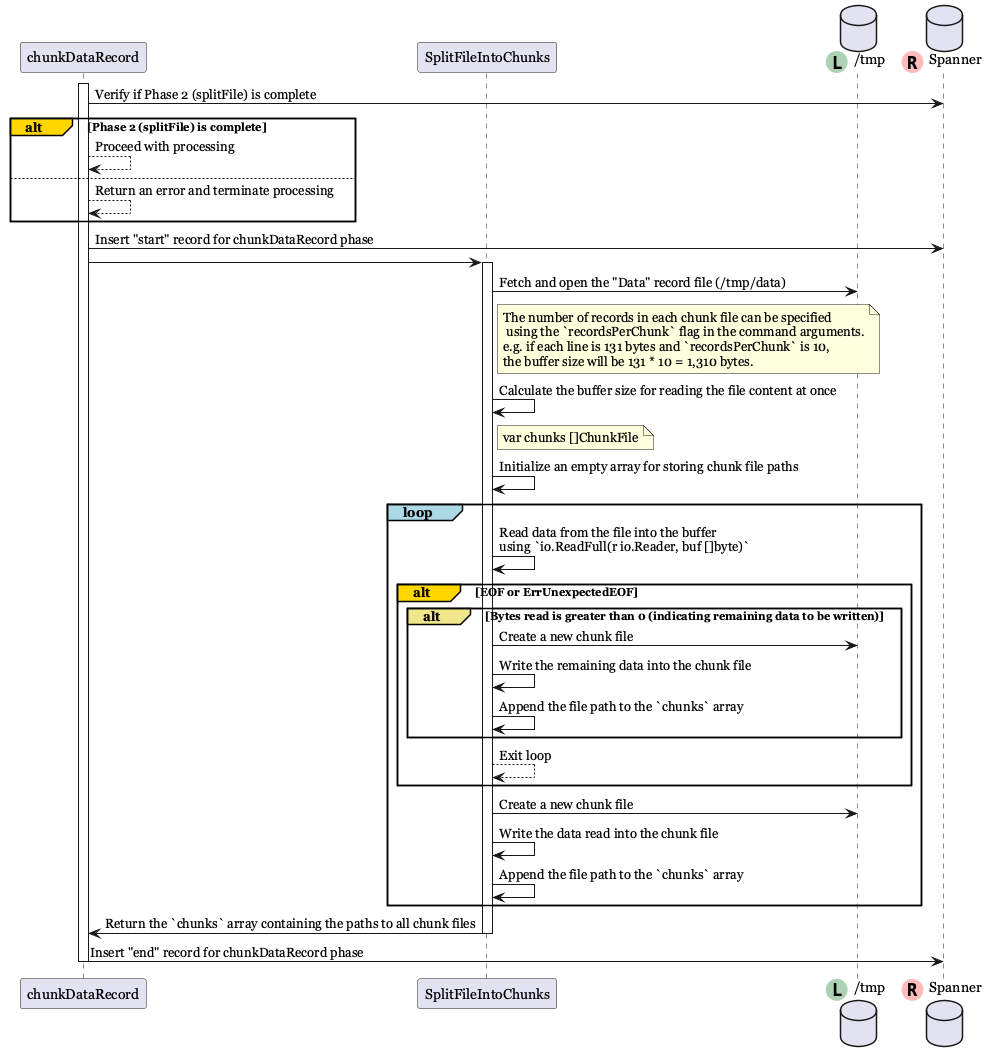 chunkDataRecord
SplitFileIntoChunks
L /tmp
R Spanner
Verify if Phase 2 (splitFile) is complete
alt [Phase 2 (splitFile) is complete]
Proceed with processing
Return an error and terminate processing
Insert "start" record for chunkDataRecord phase
Fetch and open the "Data" record file (/tmp/data)
The number of records in each chunk file can be specified
using the `recordsPerChunk` flag in the command arguments.
e.g. if each line is 131 bytes and `recordsPerChunk` is 10,
the buffer size will be 131 * 10 = 1,310 bytes.
Calculate the buffer size for reading the file content at once
var chunks []ChunkFile
Initialize an empty array for storing chunk file paths
loop
Read data from the file into the buffer
using `io.ReadFull(r io.Reader, buf []byte)`
alt [EOF or ErrUnexpectedEOF]
alt [Bytes read is greater than 0 (indicating remaining data to be written)]
Create a new chunk file
Write the remaining data into the chunk file
Append the file path to the `chunks` array
Exit loop
Create a new chunk file
Write the data read into the chunk file
Append the file path to the `chunks` array
Return the `chunks` array containing the paths to all chunk files
Insert "end" record for chunkDataRecord phase
chunkDataRecord
SplitFileIntoChunks
L /tmp
R Spanner